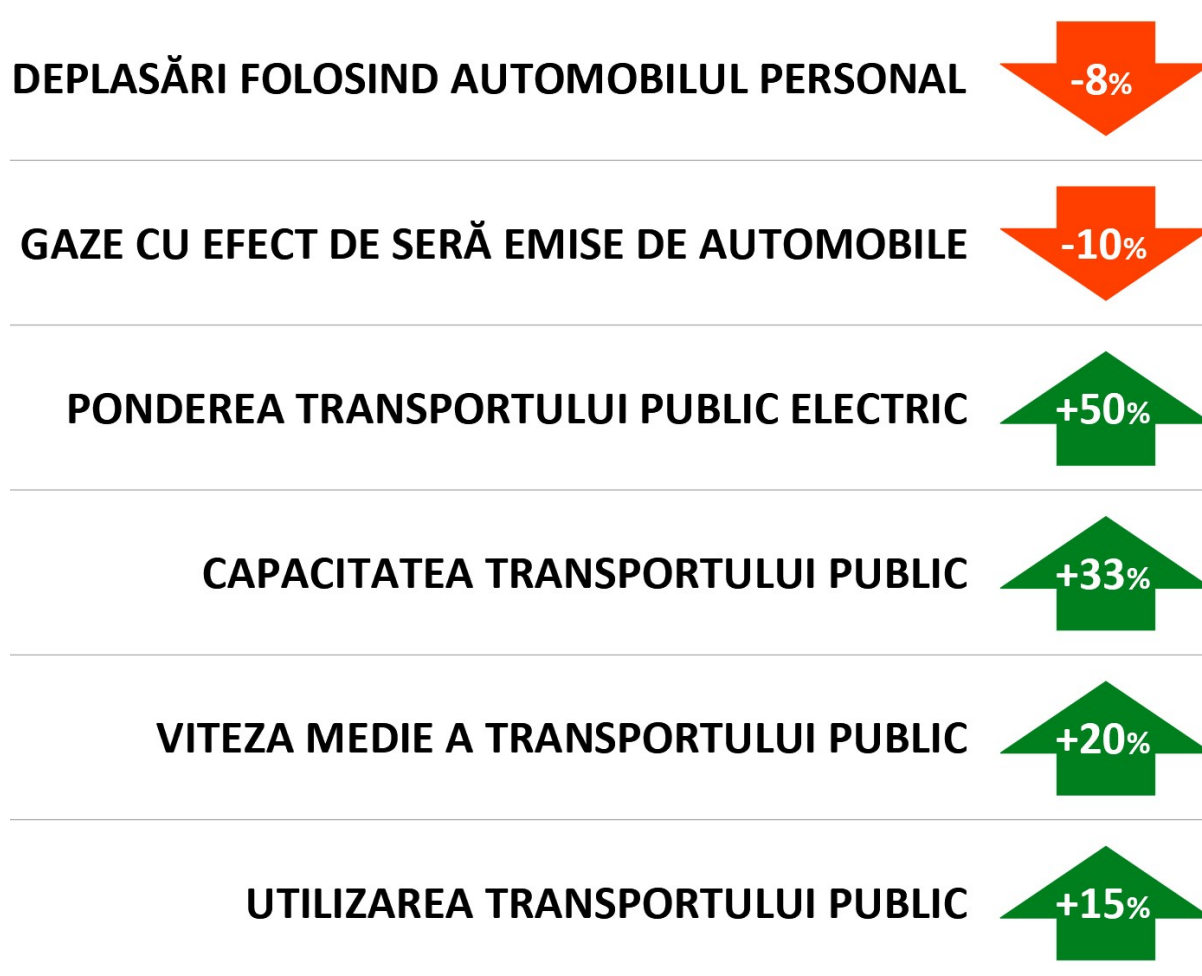 DEPLASĂRI FOLOSIND AUTOMOBILUL PERSONAL -8%
GAZE CU EFECT DE SERĂ EMISE DE AUTOMOBILE -10%
PONDEREA TRANSPORTULUI PUBLIC ELECTRIC +50%
CAPACITATEA TRANSPORTULUI PUBLIC +33%
VITEZA MEDIE A TRANSPORTULUI PUBLIC +20%
UTILIZAREA TRANSPORTULUI PUBLIC +15%